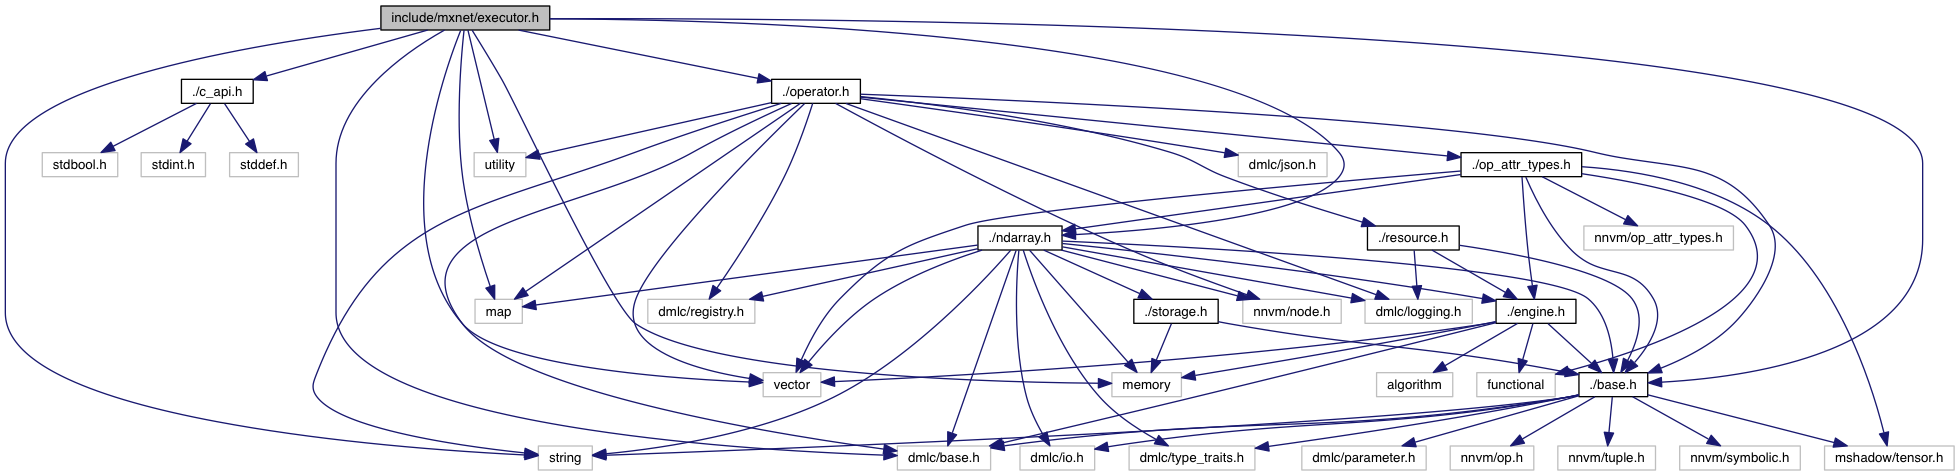 include/mxnet/executor.h
./c_api.h
./operator.h
stdbool.h
stdint.h
stddef.h
utility
dmlc/json.h
./op_attr_types.h
./ndarray.h
./resource.h
nnvm/op_attr_types.h
map
dmlc/registry.h
./storage.h
nnvm/node.h
dmlc/logging.h
./engine.h
vector
memory
algorithm
functional
./base.h
string
dmlc/base.h
dmlc/io.h
dmlc/type_traits.h
dmlc/parameter.h
nnvm/op.h
nnvm/tuple.h
nnvm/symbolic.h
mshadow/tensor.h